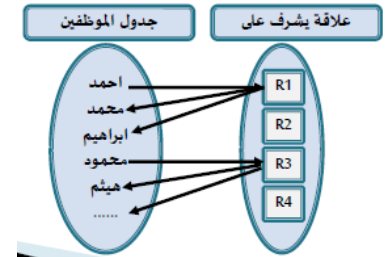 علاقة يشرف على
جدول الموظفين
احمد
محمد
ابراهيم
محمود
هيثم
......
R1
R2
R3
R4